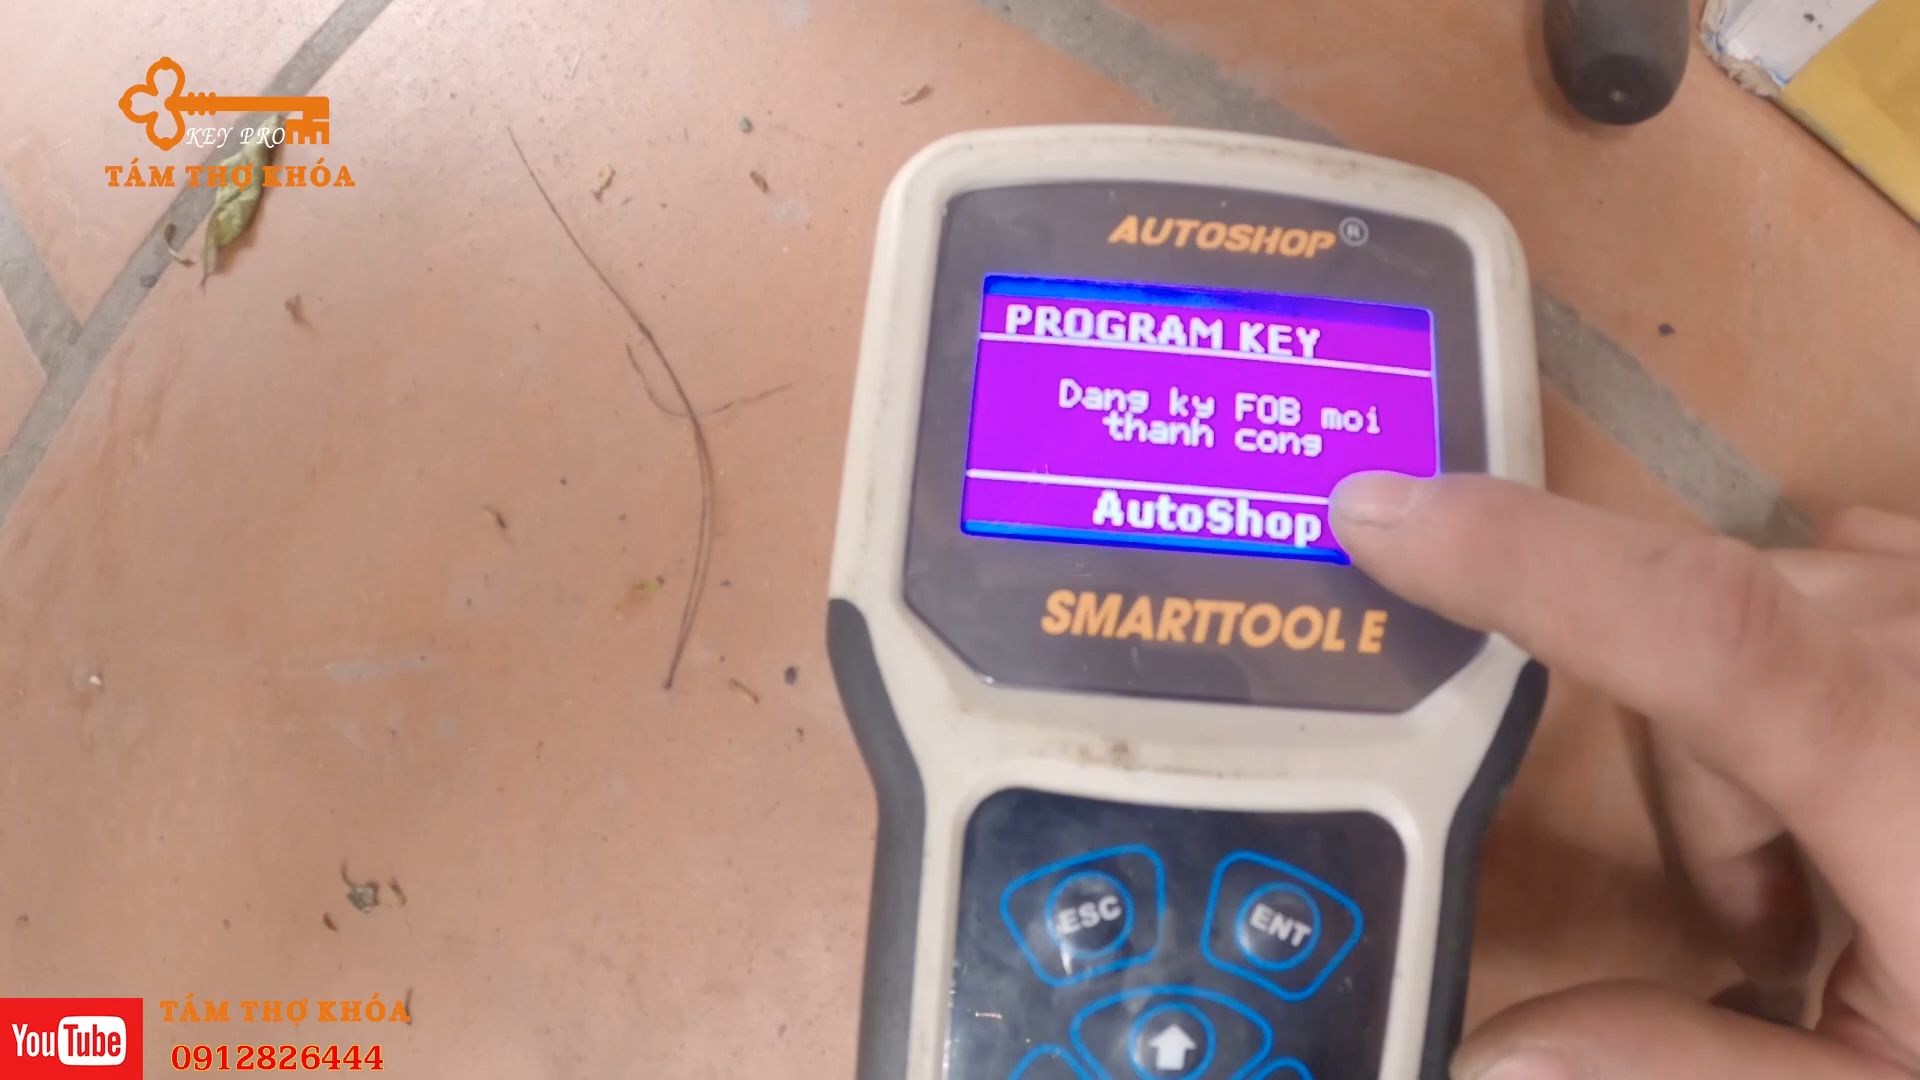 KEY PRO
TÁM THỢ KHÓA
AUTOSHOP®
PROGRAM KEY
Dang ky FOB moi
thanh cong
AutoShop
SMARTTOOL E
ESC
ENT
YouTube
TÁM THỢ KHÓA
0912826444